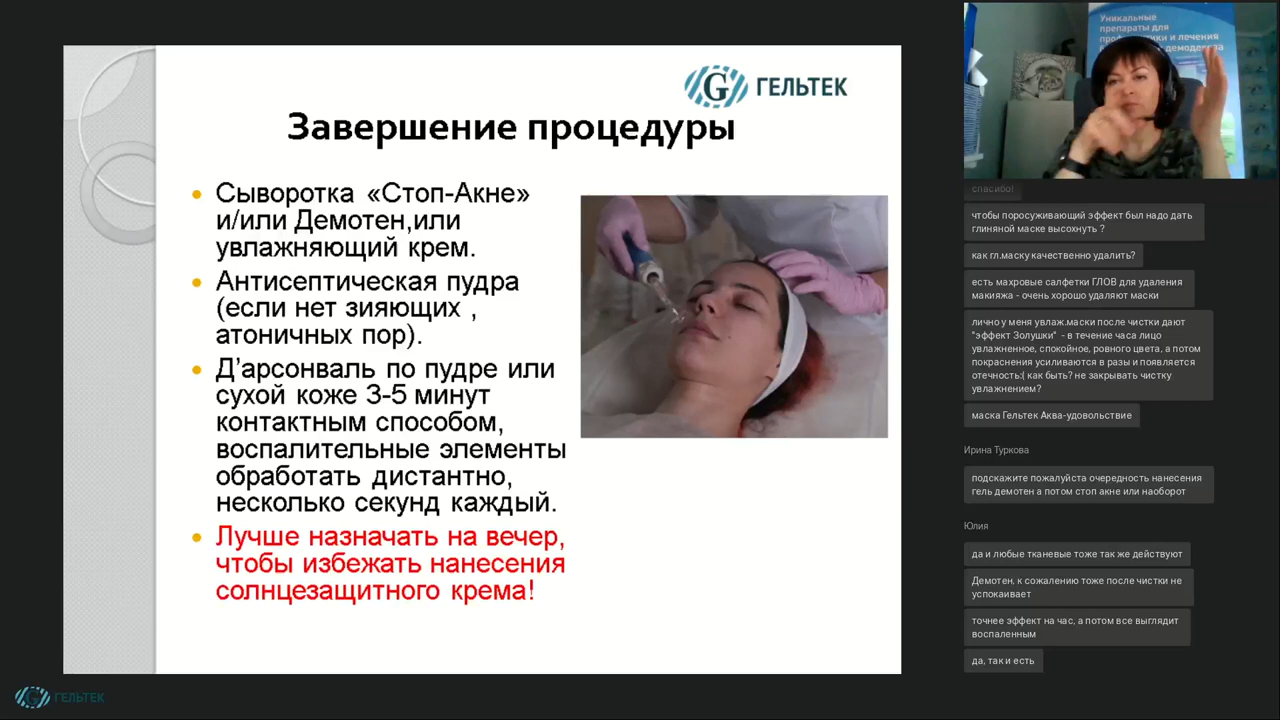 ГЕЛЬТЕК
Завершение процедуры
Сыворотка «Стоп-Акне»
и/или Демотен,или
увлажняющий крем.
Антисептическая пудра
(если нет зияющих ,
атоничных пор).
Д’арсонваль по пудре или
сухой коже 3-5 минут
контактным способом,
воспалительные элементы
обработать дистантно,
несколько секунд каждый.
Лучше назначать на вечер,
чтобы избежать нанесения
солнцезащитного крема!
ГЕЛЬТЕК
Уникальные
препараты для
лечения
спасибо!
чтобы поросуживающий эффект был надо дать
глиняной маске высохнуть ?
как гл.маску качественно удалить?
есть махровые салфетки ГЛОВ для удаления
макияжа - очень хорошо удаляют маски
лично у меня увлаж.маски после чистки дают
"эффект Золушки" - в течение часа лицо
увлажненное, спокойное, ровного цвета, а потом
покраснения усиливаются в разы и появляется
отечность:( как быть? не закрывать чистку
увлажнением?
маска Гельтек Аква-удовольствие
Ирина Туркова
подскажите пожалуйста очередность нанесения
гель демотен а потом стоп акне или наоборот
Юлия
да и любые тканевые тоже так же действуют
Демотен, к сожалению тоже после чистки не
успокаивает
точнее эффект на час, а потом все выглядит
воспаленным
да, так и есть